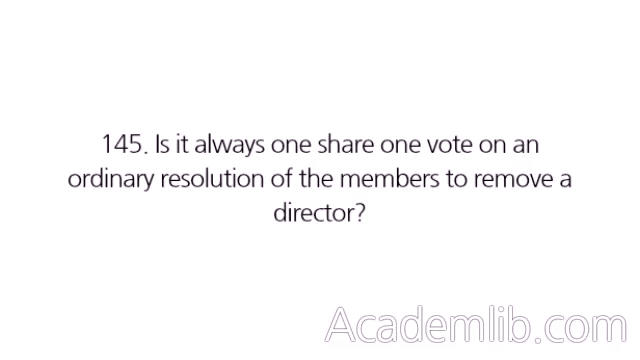 145. Is it always one share one vote on an
ordinary resolution of the members to remove a
director?
Academlib.com